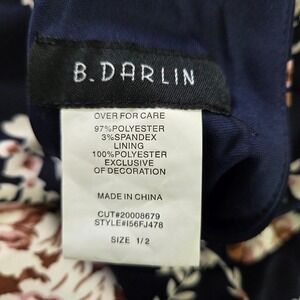 B.DARLIN
OVER FOR CARE
97%POLYESTER
3%SPANDEX
LINING
100%POLYESTER
EXCLUSIVE
OF DECORATION
MADE IN CHINA
CUT#20008679
STYLE#I56FJ478
SIZE 1/2